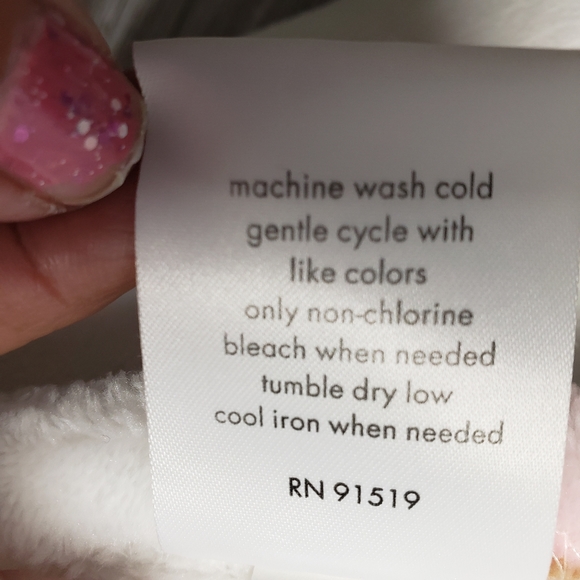 machine wash cold
gentle cycle with
like colors
only non-chlorine
bleach when needed
tumble dry low
cool iron when needed
RN 91519